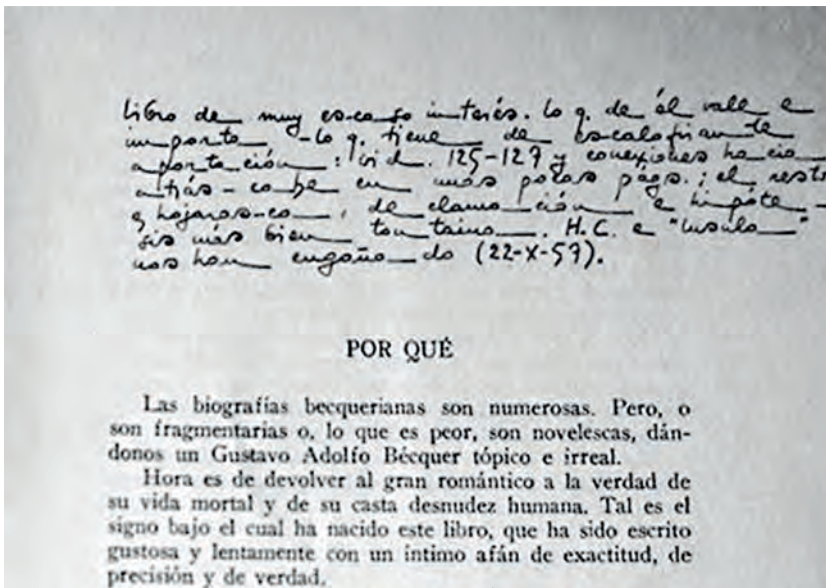 libro de muy escaso interés. Lo q. de él vale e
importa - lo q. tiene de escalofriante
aportación: vid. 125-127 y conexiones hacia
atrás - cabe en unas pocas págs.; el resto
es hojarasca, declamación e hipóte-
sis más bien tontaina. H.C. e "Insula"
nos han engañado (22-X-57).
POR QUÉ
Las biografías becquerianas son numerosas. Pero, o
son fragmentarias o, lo que es peor, son novelescas, dán-
donos un Gustavo Adolfo Bécquer tópico e irreal.
Hora es de devolver al gran romántico a la verdad de
su vida mortal y de su casta desnudez humana. Tal es el
signo bajo el cual ha nacido este libro, que ha sido escrito
gustosa y lentamente con un íntimo afán de exactitud, de
precisión y de verdad.